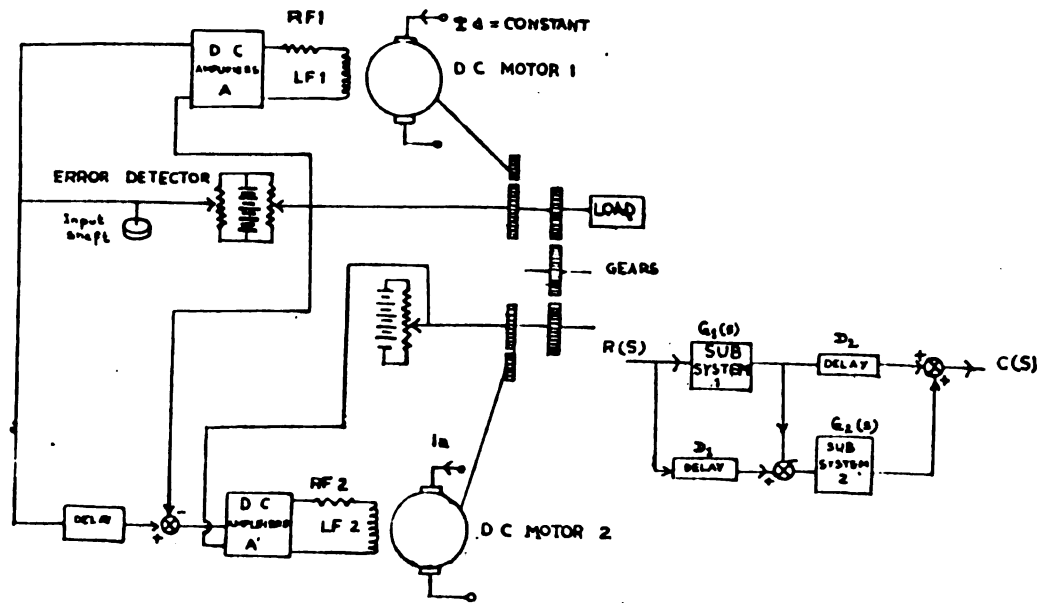 RF1
I a = CONSTANT
D C
AMPLIFIERS
A
LF1
D C MOTOR 1
ERROR DETECTOR
Input
Shaft
LOAD
GEARS
R(S)
G1(s)
SUB
SYSTEM
1
D2
DELAY
+
+
C(S)
D1
DELAY
+
-
G2(s)
SUB
SYSTEM
2
Ia
RF 2
DELAY
+
-
D C
AMPLIFIERS
A'
LF 2
D C MOTOR 2